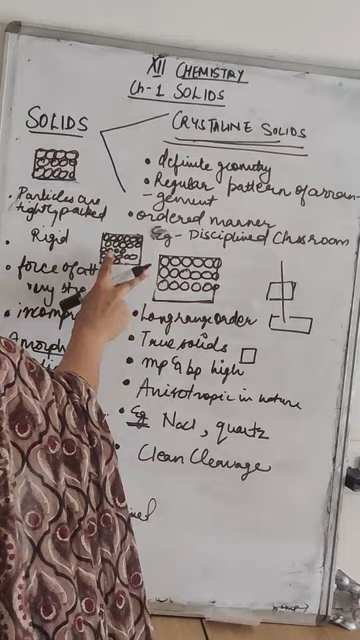 XII CHEMISTRY
Ch-1 SOLIDS
SOLIDS
CRYSTALINE SOLIDS
• definite geometry
• Regular pattern of arran-
gement
• ordered manner
Eg - Disciplined Classroom
• Particles are
tightly packed
• Rigid
• force of att
very str
• incomp
Amorph
• Long range order
• True solids
• mp & bp high
• Anisotropic in nature
• Eg NaCl, quartz
Clean Cleavage